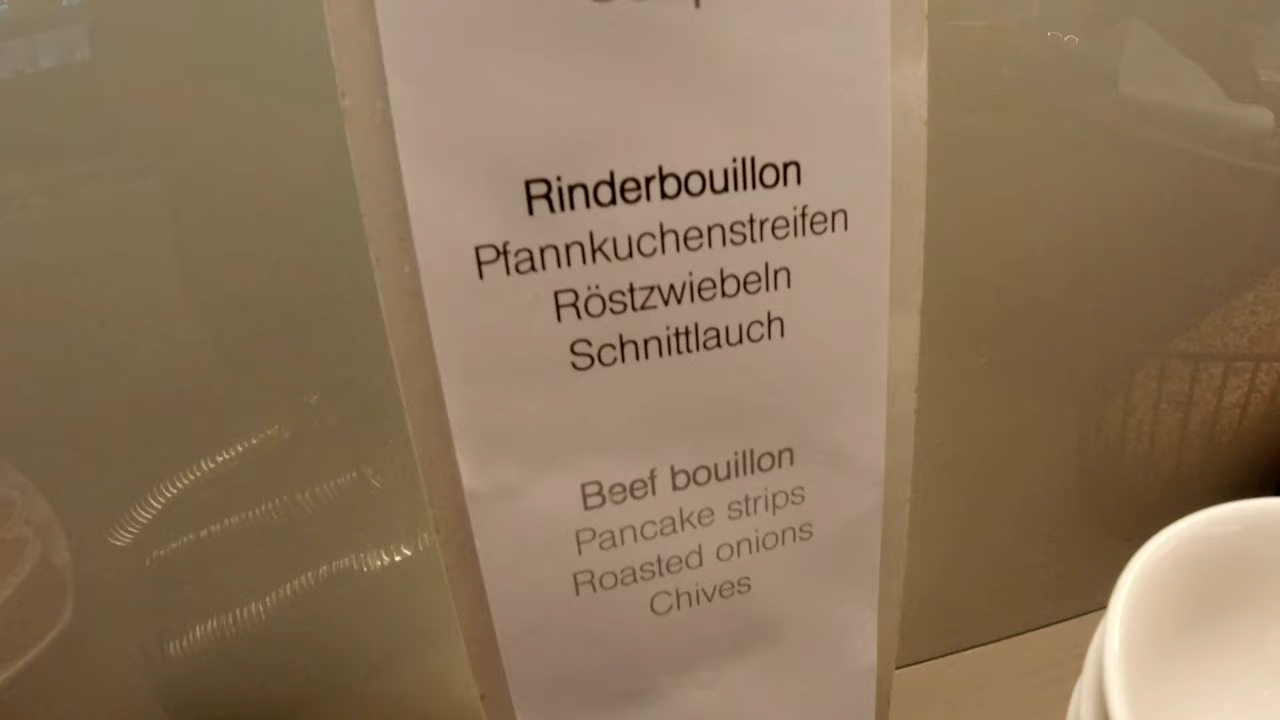 Rinderbouillon
Pfannkuchenstreifen
Röstzwiebeln
Schnittlauch
Beef bouillon
Pancake strips
Roasted onions
Chives